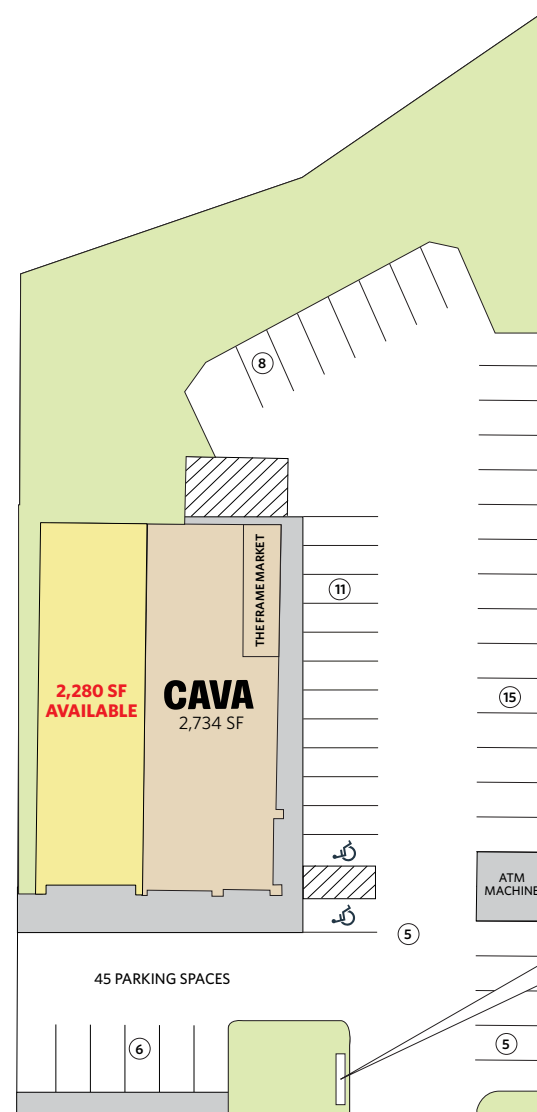 8
THE FRAME MARKET
11
2,280 SF
AVAILABLE
CAVA
2,734 SF
15
ATM
MACHINE
5
45 PARKING SPACES
6
5